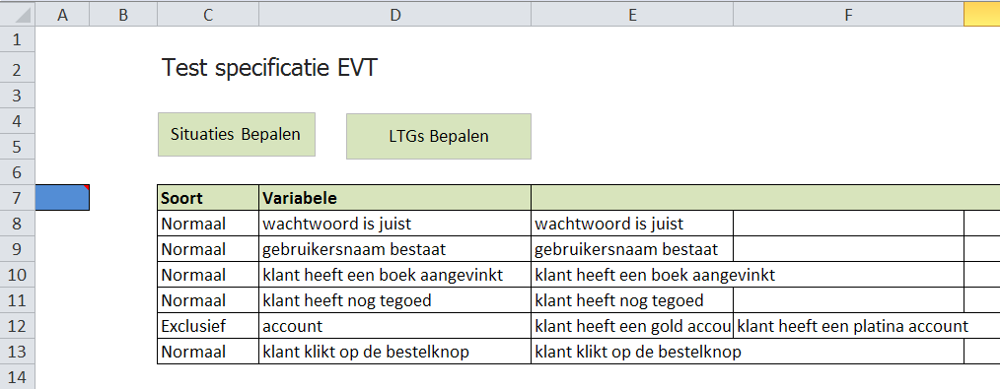 A B C D E F
1
2 Test specificatie EVT
3
4 Situaties Bepalen LTGs Bepalen
5
6
7 Soort Variabele
8 Normaal wachtwoord is juist wachtwoord is juist
9 Normaal gebruikersnaam bestaat gebruikersnaam bestaat
10 Normaal klant heeft een boek aangevinkt klant heeft een boek aangevinkt
11 Normaal klant heeft nog tegoed klant heeft nog tegoed
12 Exclusief account klant heeft een gold accou klant heeft een platina account
13 Normaal klant klikt op de bestelknop klant klikt op de bestelknop
14